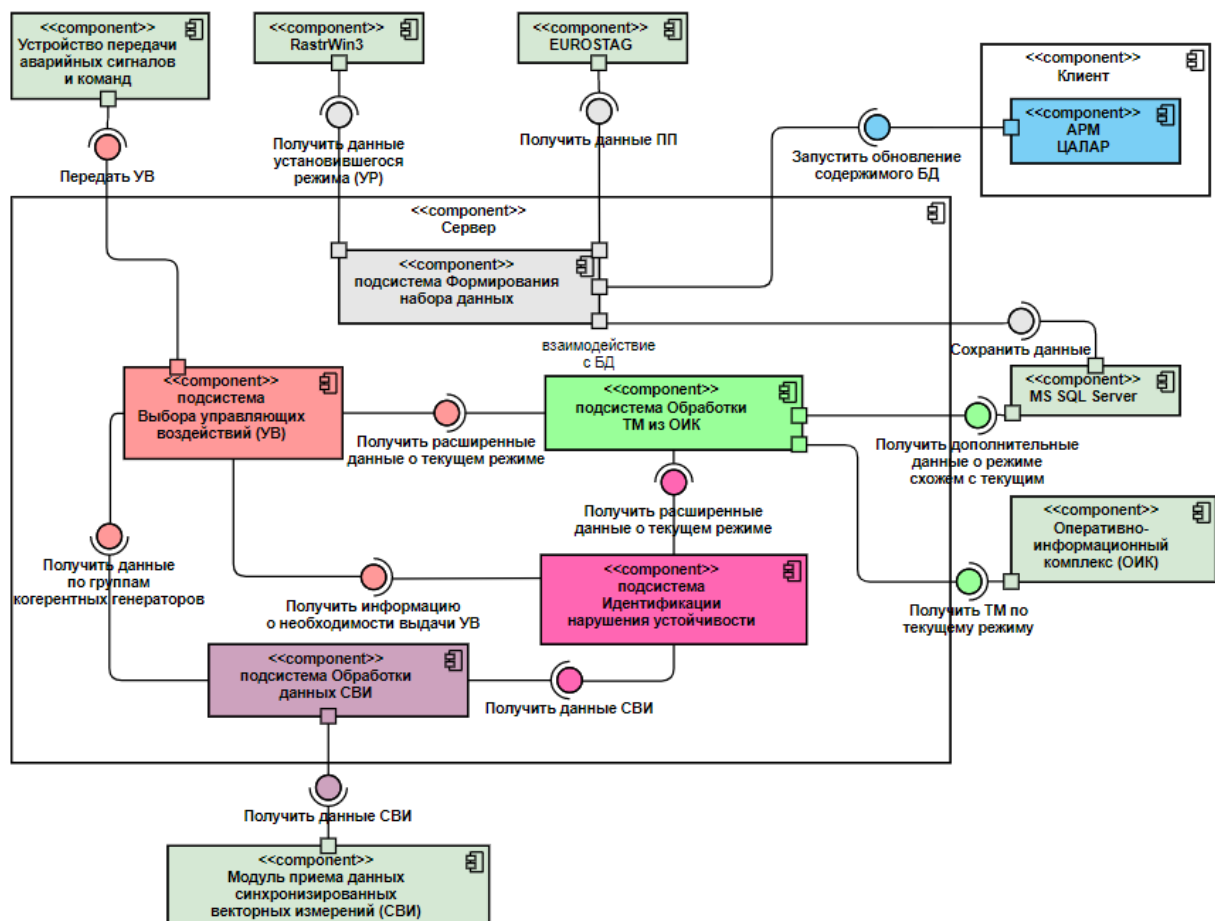 <<component>>
Устройство передачи
аварийных сигналов
и команд
<<component>>
RastrWin3
<<component>>
EUROSTAG
<<component>>
Клиент
<<component>>
АРМ
ЦАЛАР
Передать УВ
Получить данные
установившегося
режима (УР)
Получить данные ПП
Запустить обновление
содержимого БД
<<component>>
Сервер
<<component>>
подсистема Формирования
набора данных
взаимодействие
с БД
Сохранить данные
<<component>>
подсистема
Выбора управляющих
воздействий (УВ)
Получить расширенные
данные о текущем режиме
<<component>>
подсистема Обработки
ТМ из ОИК
<<component>>
MS SQL Server
Получить дополнительные
данные о режиме
схожем с текущим
Получить расширенные
данные о текущем режиме
<<component>>
Оперативно-
информационный
комплекс (ОИК)
Получить данные
по группам
когерентных генераторов
Получить информацию
о необходимости выдачи УВ
<<component>>
подсистема
Идентификации
нарушения устойчивости
Получить ТМ по
текущему режиму
<<component>>
подсистема Обработки
данных СВИ
Получить данные СВИ
Получить данные СВИ
<<component>>
Модуль приема данных
синхронизированных
векторных измерений (СВИ)